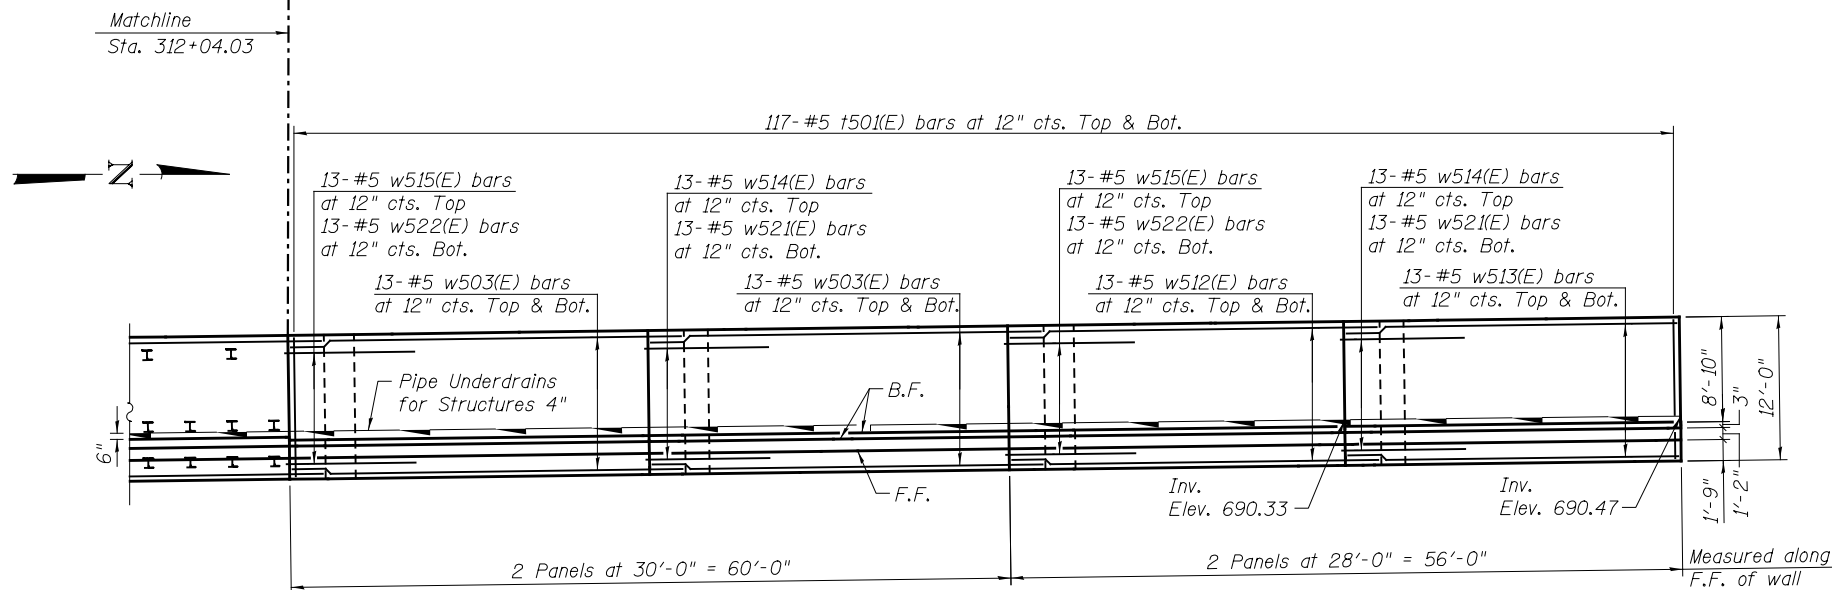 Matchline
Sta. 312+04.03
117-#5 t501(E) bars at 12" cts. Top & Bot.
N
13-#5 w515(E) bars
at 12" cts. Top
13-#5 w522(E) bars
at 12" cts. Bot.
13-#5 w514(E) bars
at 12" cts. Top
13-#5 w521(E) bars
at 12" cts. Bot.
13-#5 w515(E) bars
at 12" cts. Top
13-#5 w522(E) bars
at 12" cts. Bot.
13-#5 w514(E) bars
at 12" cts. Top
13-#5 w521(E) bars
at 12" cts. Bot.
13-#5 w503(E) bars
at 12" cts. Top & Bot.
13-#5 w503(E) bars
at 12" cts. Top & Bot.
13-#5 w512(E) bars
at 12" cts. Top & Bot.
13-#5 w513(E) bars
at 12" cts. Top & Bot.
Pipe Underdrains
for Structures 4"
B.F.
F.F.
6"
8'-10"
3"
12'-0"
1'-9"
1'-2"
Inv.
Elev. 690.33
Inv.
Elev. 690.47
2 Panels at 30'-0" = 60'-0"
2 Panels at 28'-0" = 56'-0"
Measured along
F.F. of wall